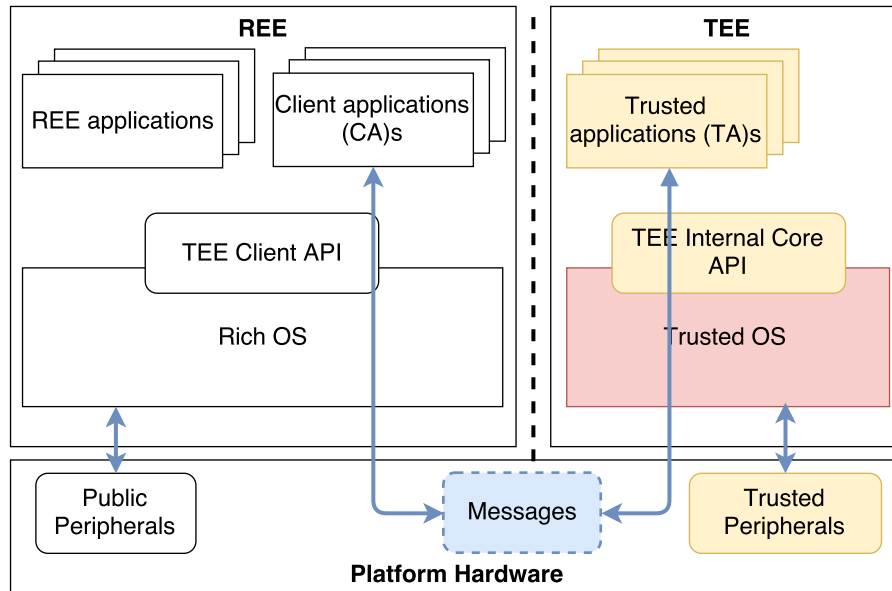 REE
TEE
REE applications
Client applications
(CA)s
Trusted
applications (TA)s
TEE Client API
TEE Internal Core
API
Rich OS
Trusted OS
Public
Peripherals
Messages
Trusted
Peripherals
Platform Hardware